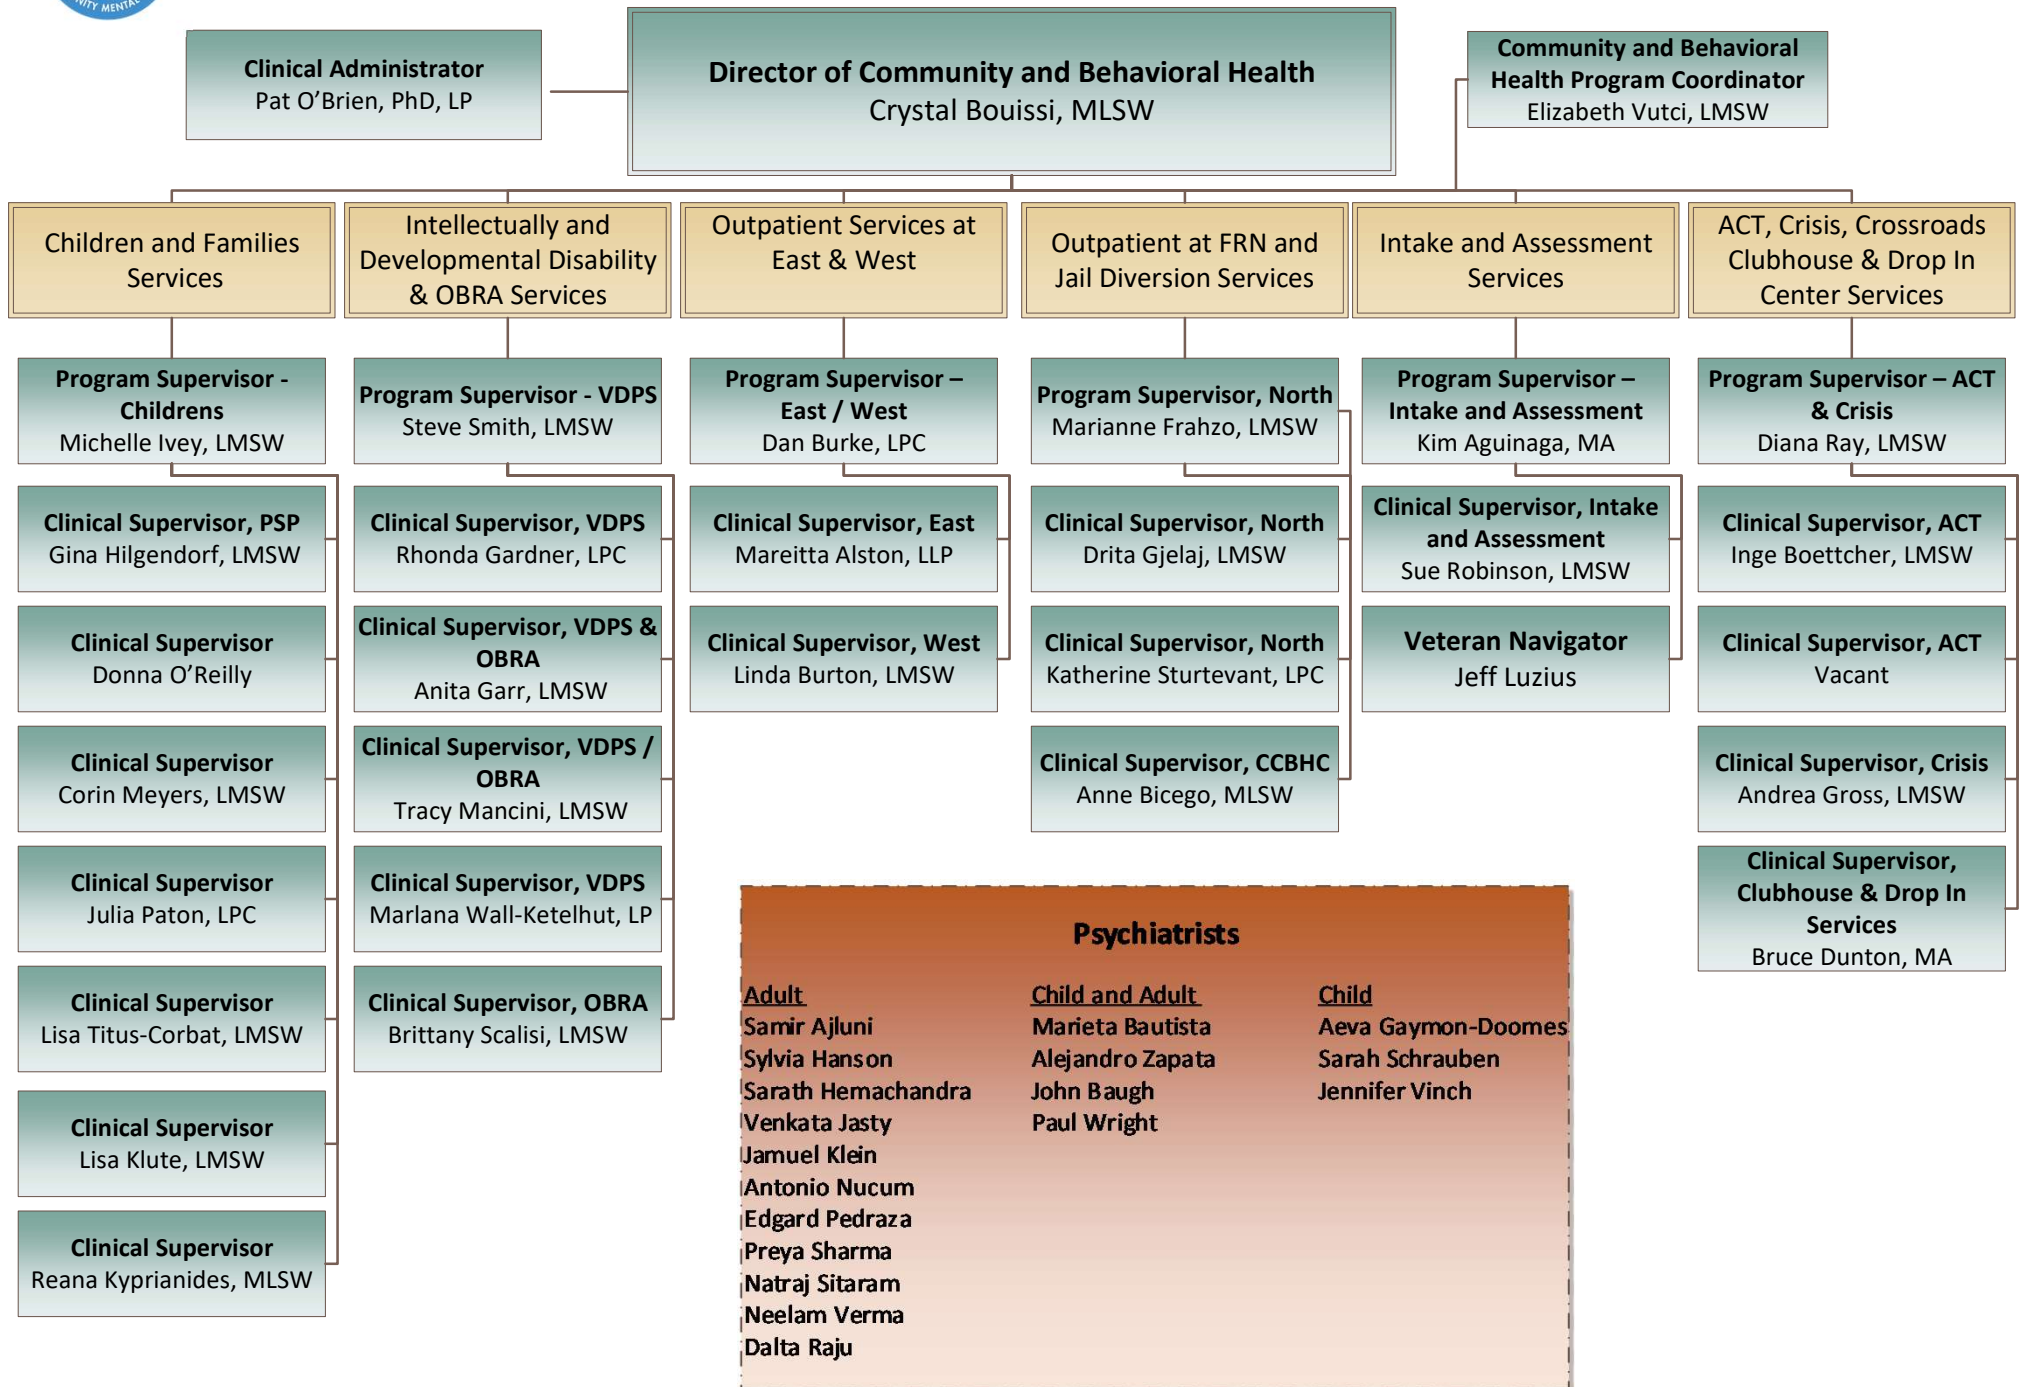 NITY MENTAL
Clinical Administrator
Pat O'Brien, PhD, LP
Director of Community and Behavioral Health
Crystal Bouissi, MLSW
Community and Behavioral
Health Program Coordinator
Elizabeth Vutci, LMSW
Children and Families
Services
Intellectually and
Developmental Disability
& OBRA Services
Outpatient Services at
East & West
Outpatient at FRN and
Jail Diversion Services
Intake and Assessment
Services
ACT, Crisis, Crossroads
Clubhouse & Drop In
Center Services
Program Supervisor -
Childrens
Michelle Ivey, LMSW
Program Supervisor - VDPS
Steve Smith, LMSW
Program Supervisor –
East / West
Dan Burke, LPC
Program Supervisor, North
Marianne Frahzo, LMSW
Program Supervisor –
Intake and Assessment
Kim Aguinaga, MA
Program Supervisor – ACT
& Crisis
Diana Ray, LMSW
Clinical Supervisor, PSP
Gina Hilgendorf, LMSW
Clinical Supervisor, VDPS
Rhonda Gardner, LPC
Clinical Supervisor, East
Mareitta Alston, LLP
Clinical Supervisor, North
Drita Gjelaj, LMSW
Clinical Supervisor, Intake
and Assessment
Sue Robinson, LMSW
Clinical Supervisor, ACT
Inge Boettcher, LMSW
Clinical Supervisor
Donna O'Reilly
Clinical Supervisor, VDPS &
OBRA
Anita Garr, LMSW
Clinical Supervisor, West
Linda Burton, LMSW
Clinical Supervisor, North
Katherine Sturtevant, LPC
Veteran Navigator
Jeff Luzius
Clinical Supervisor, ACT
Vacant
Clinical Supervisor
Corin Meyers, LMSW
Clinical Supervisor, VDPS /
OBRA
Tracy Mancini, LMSW
Clinical Supervisor, CCBHC
Anne Bicego, MLSW
Clinical Supervisor, Crisis
Andrea Gross, LMSW
Clinical Supervisor
Julia Paton, LPC
Clinical Supervisor, VDPS
Marlana Wall-Ketelhut, LP
Clinical Supervisor,
Clubhouse & Drop In
Services
Bruce Dunton, MA
Clinical Supervisor
Lisa Titus-Corbat, LMSW
Clinical Supervisor, OBRA
Brittany Scalisi, LMSW
Clinical Supervisor
Lisa Klute, LMSW
Clinical Supervisor
Reana Kyprianides, MLSW
Psychiatrists
Adult
Samir Ajluni
Sylvia Hanson
Sarath Hemachandra
Venkata Jasty
Jamuel Klein
Antonio Nucum
Edgard Pedraza
Preya Sharma
Natraj Sitaram
Neelam Verma
Dalta Raju
Child and Adult
Marieta Bautista
Alejandro Zapata
John Baugh
Paul Wright
Child
Aeva Gaymon-Doomes
Sarah Schrauben
Jennifer Vinch